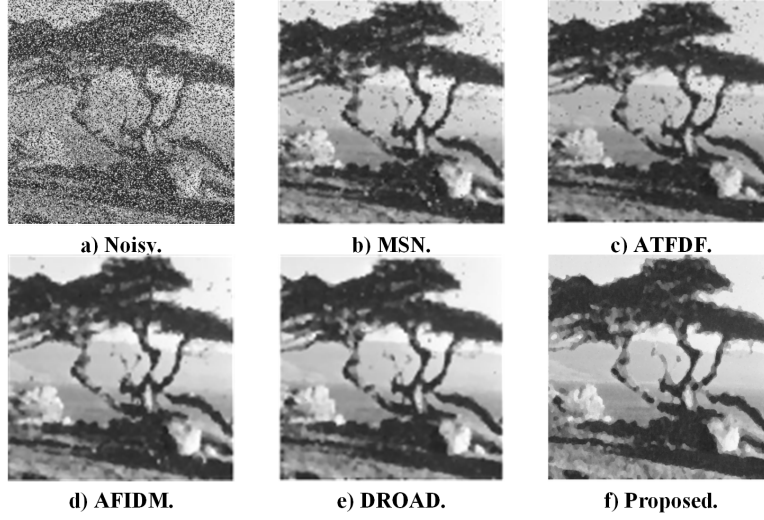 a) Noisy.
b) MSN.
c) ATFDF.
d) AFIDM.
e) DROAD.
f) Proposed.